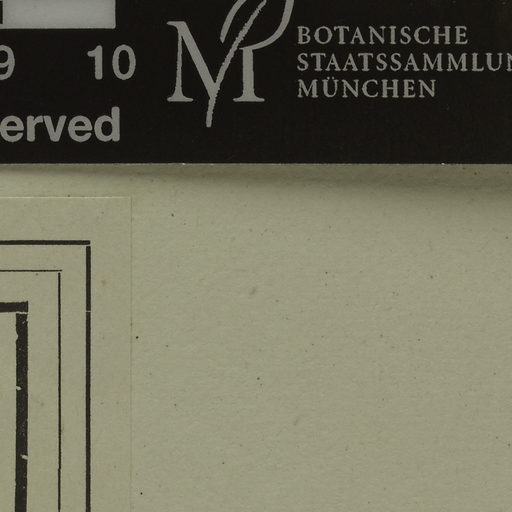 9 10
M
BOTANISCHE
STAATSSAMMLUN
MÜNCHEN
erved